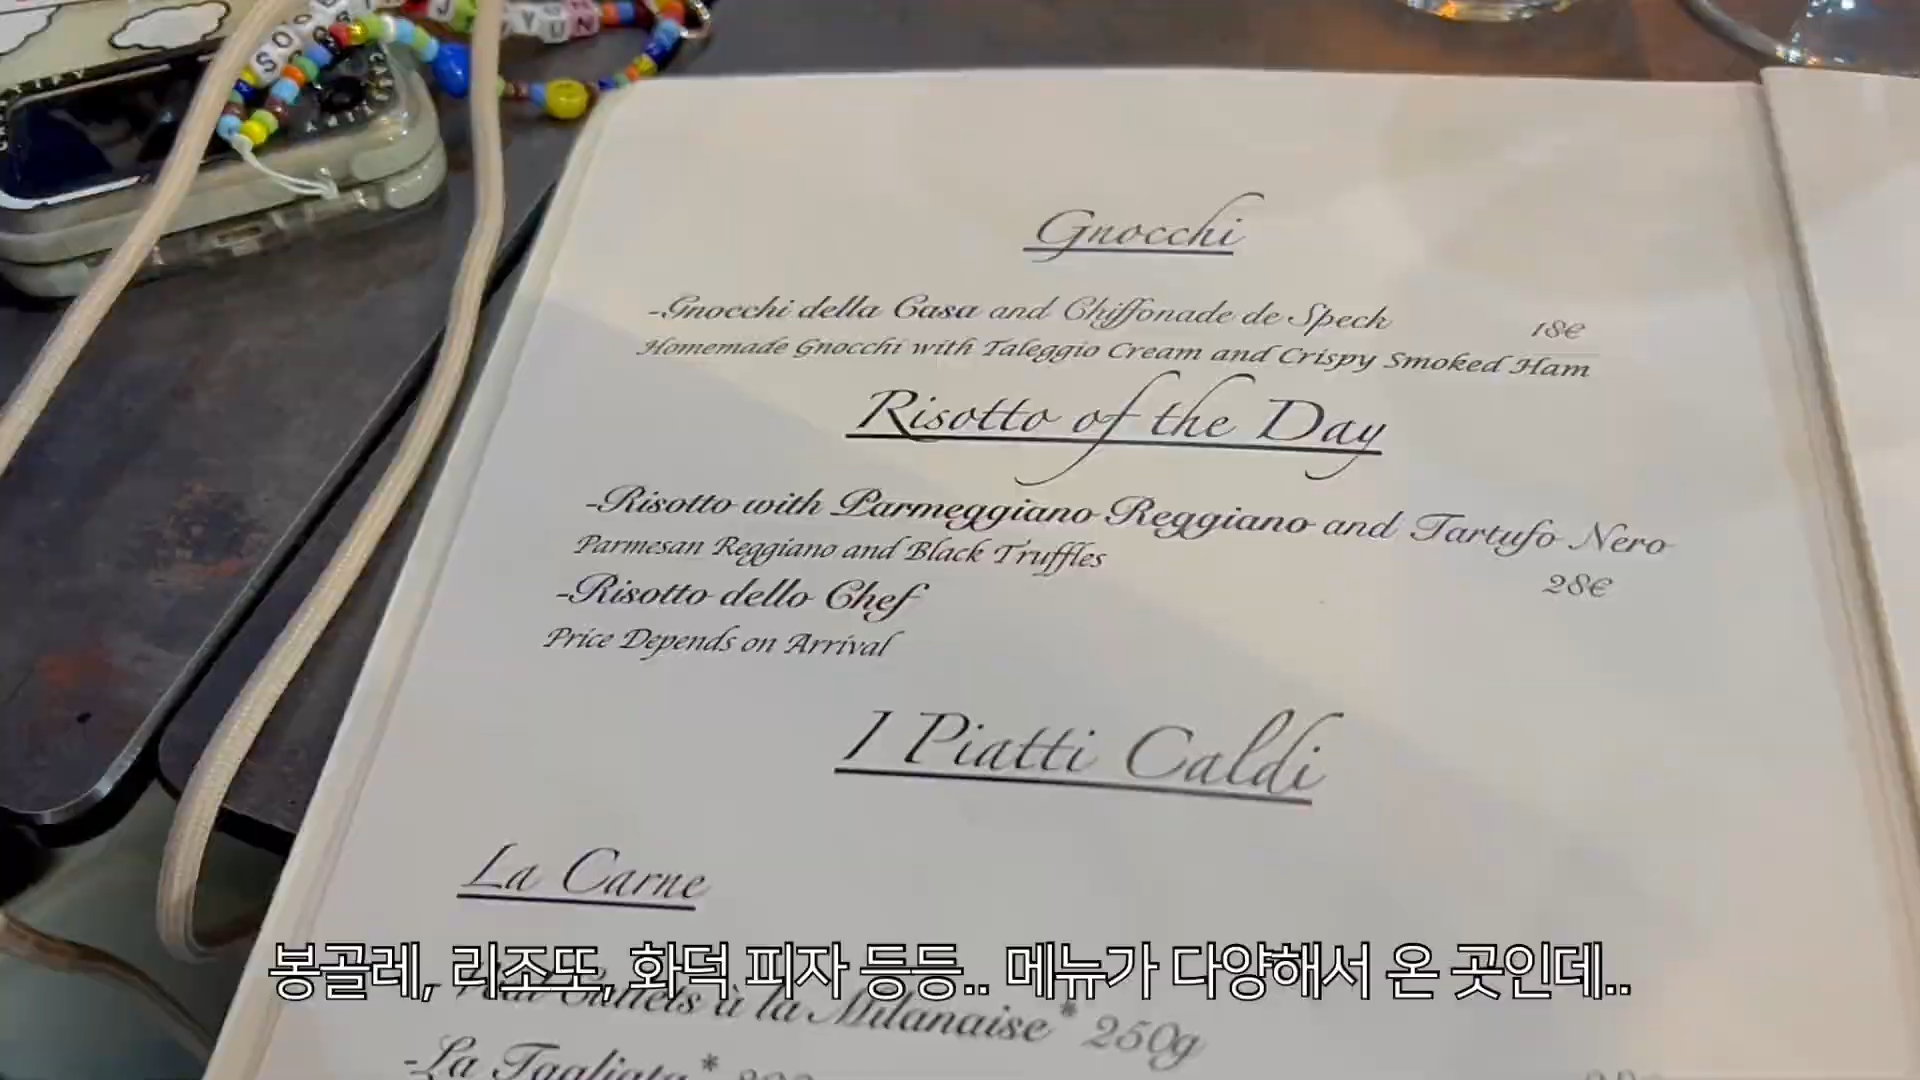 Gnocchi
-Gnocchi della Casa and Chiffonade de Speck 18€
Homemade Gnocchi with Taleggio Cream and Crispy Smoked Ham
Risotto of the Day
-Risotto with Parmeggiano Reggiano and Tartufo Nero
28€
Parmesan Reggiano and Black Truffles
-Risotto dello Chef
Price Depends on Arrival
I Piatti Caldi
La Carne
봉골레, 리조또, 화덕 피자 등등.. 메뉴가 다양해서 온 곳인데..
-Veal Cutlets à la Milanaise* 250g
-La Tagliata*